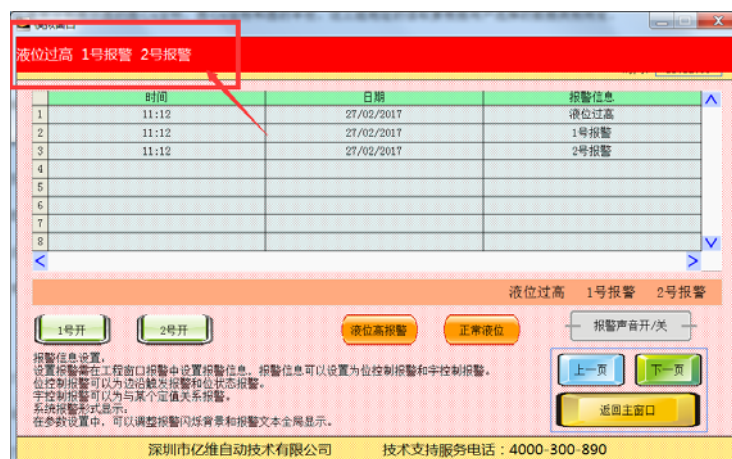 液位过高 1号报警 2号报警
时间 日期 报警信息
1 11:12 27/02/2017 液位过高
2 11:12 27/02/2017 1号报警
3 11:12 27/02/2017 2号报警
4
5
6
7
8
液位过高 1号报警 2号报警
1号开 2号开 液位高报警 正常液位 报警声音开/关
报警信息设置,
设置报警需在工程窗口报警中设置报警信息,报警信息可以设置为位控制报警和字控制报警。
位控制报警可以为边沿触发报警和位状态报警。
字控制报警可以为与某个定值关系报警。
系统报警形式显示:
在参数设置中,可以调整报警闪烁背景和报警文本全局显示。
上一页 下一页
返回主窗口
深圳市亿维自动技术有限公司 技术支持服务电话:4000-300-890